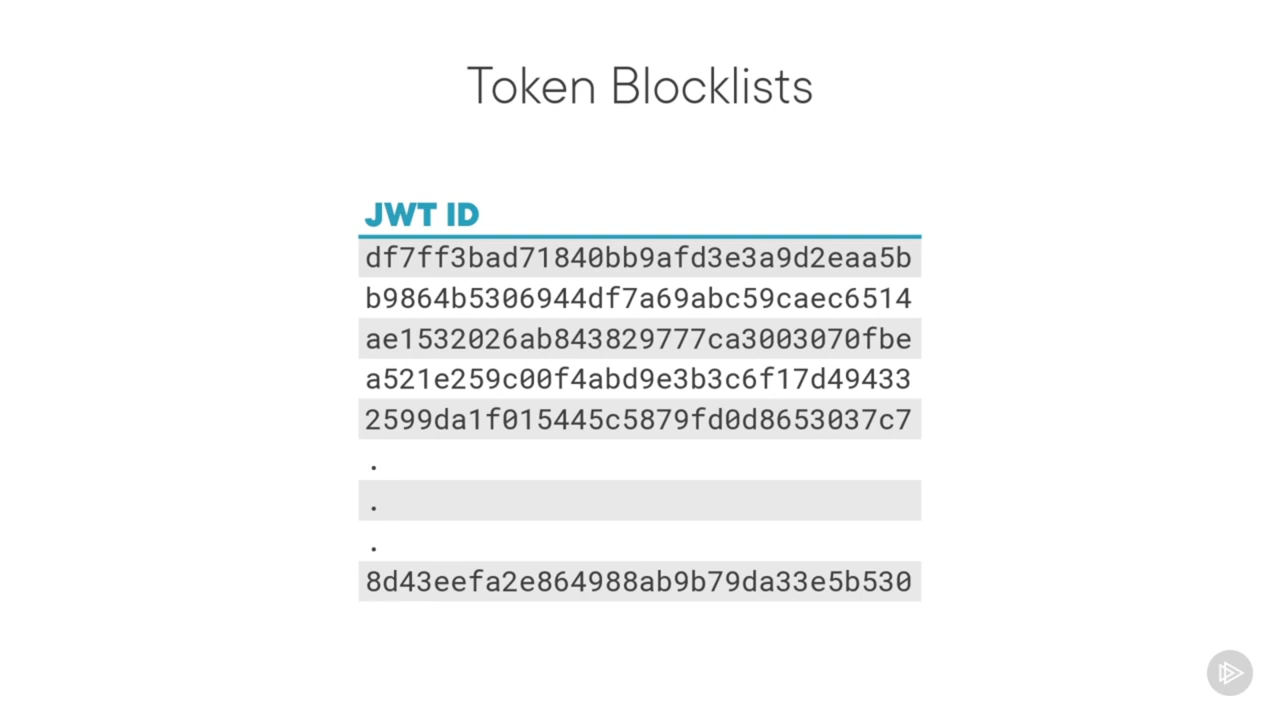 Token Blocklists
JWT ID
df7ff3bad71840bb9afd3e3a9d2eaa5b
b9864b5306944df7a69abc59caec6514
ae1532026ab843829777ca3003070fbe
a521e259c00f4abd9e3b3c6f17d49433
2599da1f015445c5879fd0d8653037c7
.
.
.
8d43eefa2e864988ab9b79da33e5b530